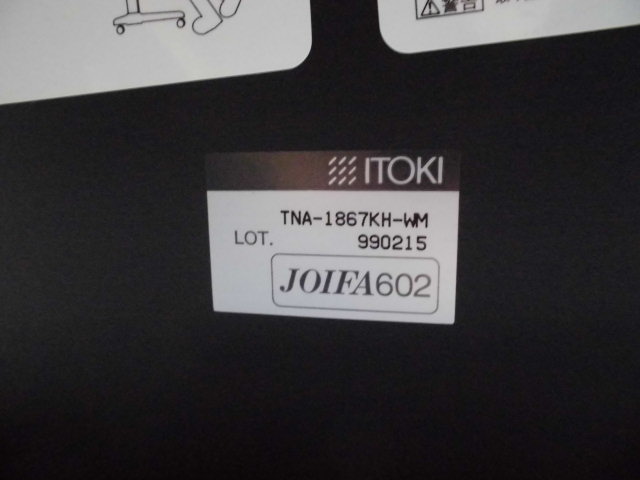 警告
ITOKI
TNA-1867KH-WM
LOT. 990215
JOIFA602